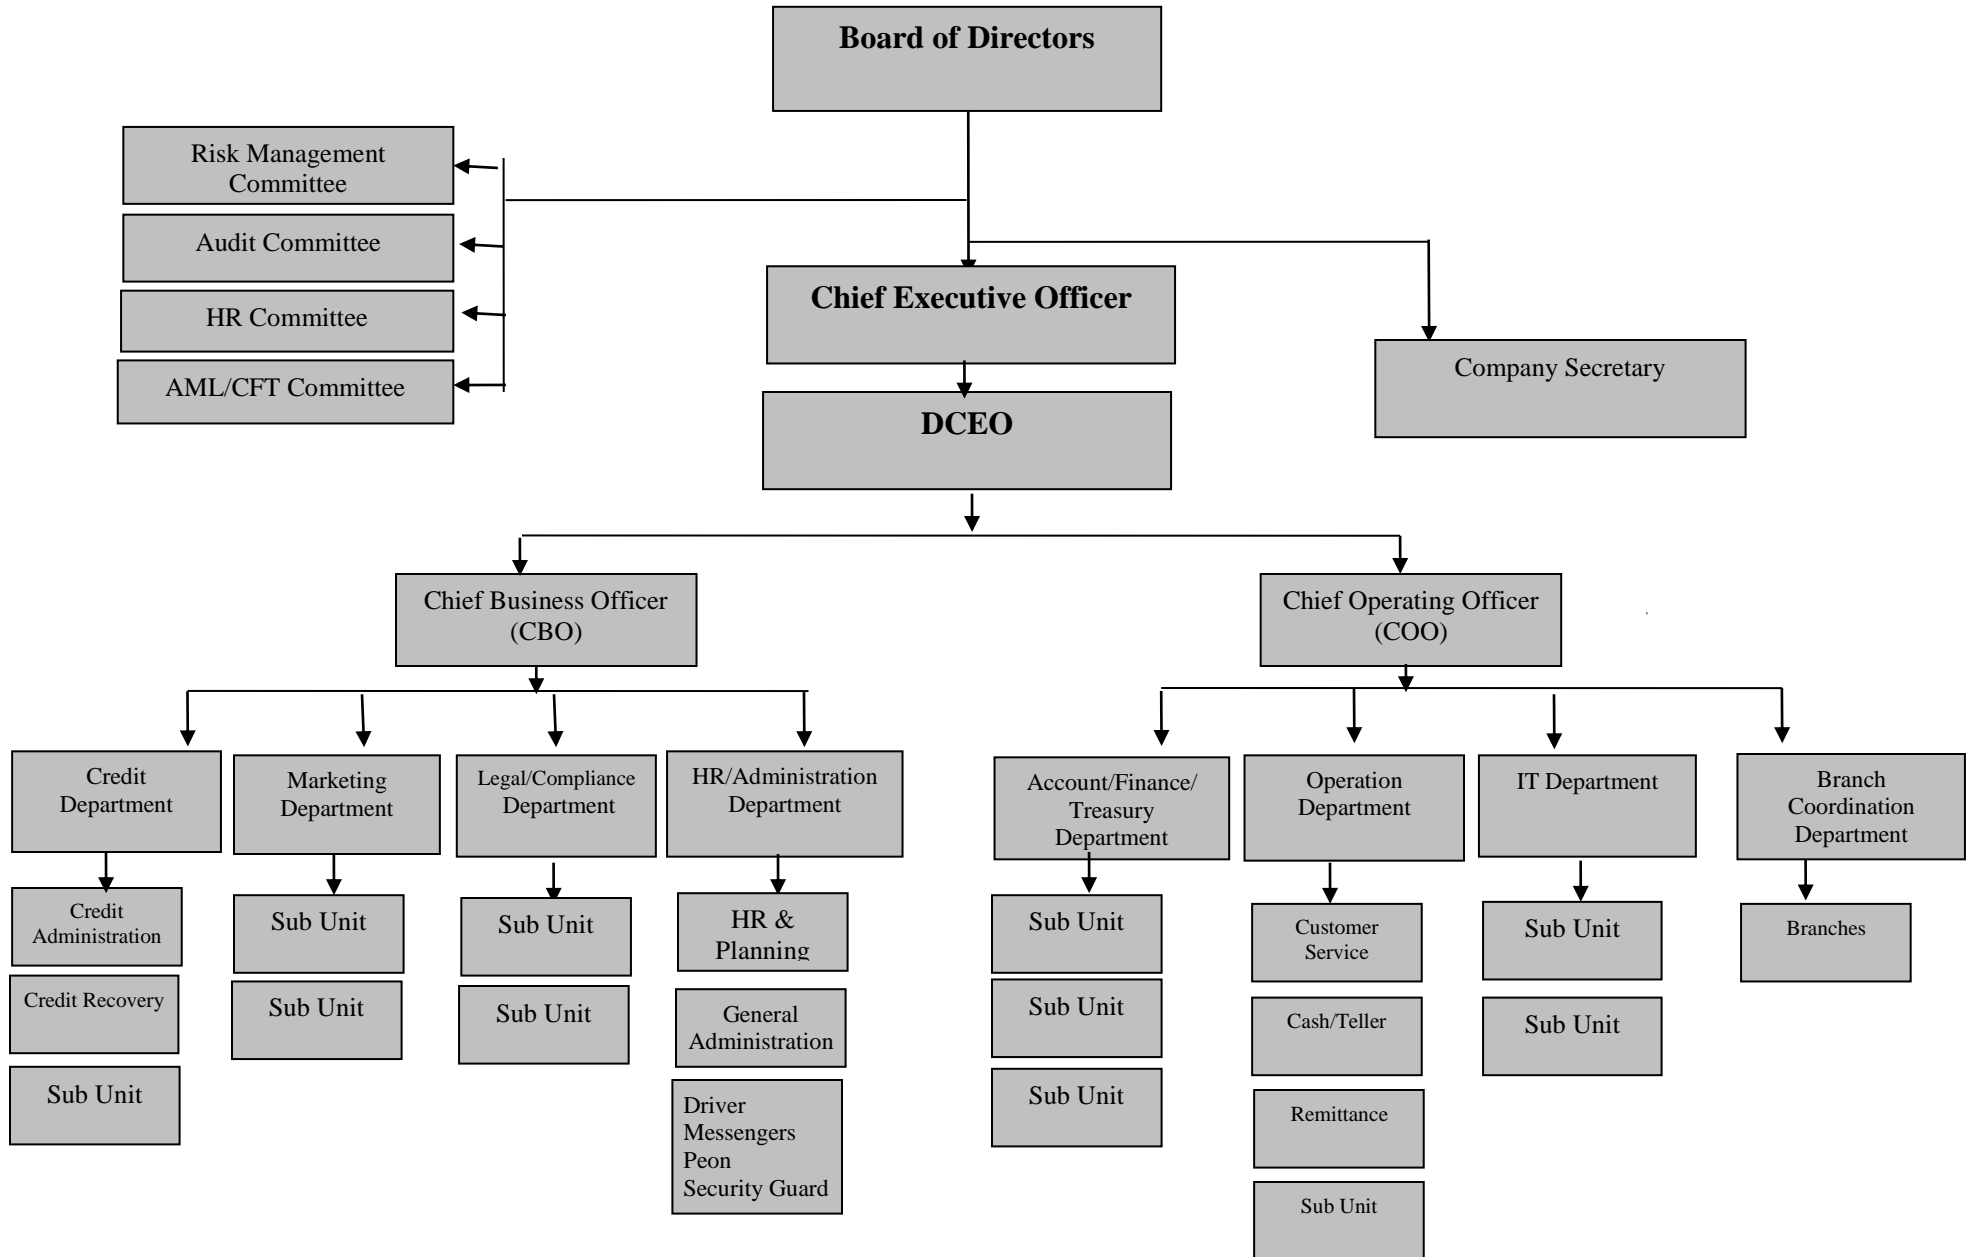 Board of Directors
Risk Management
Committee
Audit Committee
HR Committee
AML/CFT Committee
Chief Executive Officer
Company Secretary
DCEO
Chief Business Officer
(CBO)
Chief Operating Officer
(COO)
Credit
Department
Marketing
Department
Legal/Compliance
Department
HR/Administration
Department
Account/Finance/
Treasury
Department
Operation
Department
IT Department
Branch
Coordination
Department
Credit
Administration
Sub Unit
Sub Unit
HR &
Planning
Sub Unit
Customer
Service
Sub Unit
Branches
Credit Recovery
Sub Unit
Sub Unit
General
Administration
Sub Unit
Cash/Teller
Sub Unit
Sub Unit
Driver
Messengers
Peon
Security Guard
Sub Unit
Remittance
Sub Unit